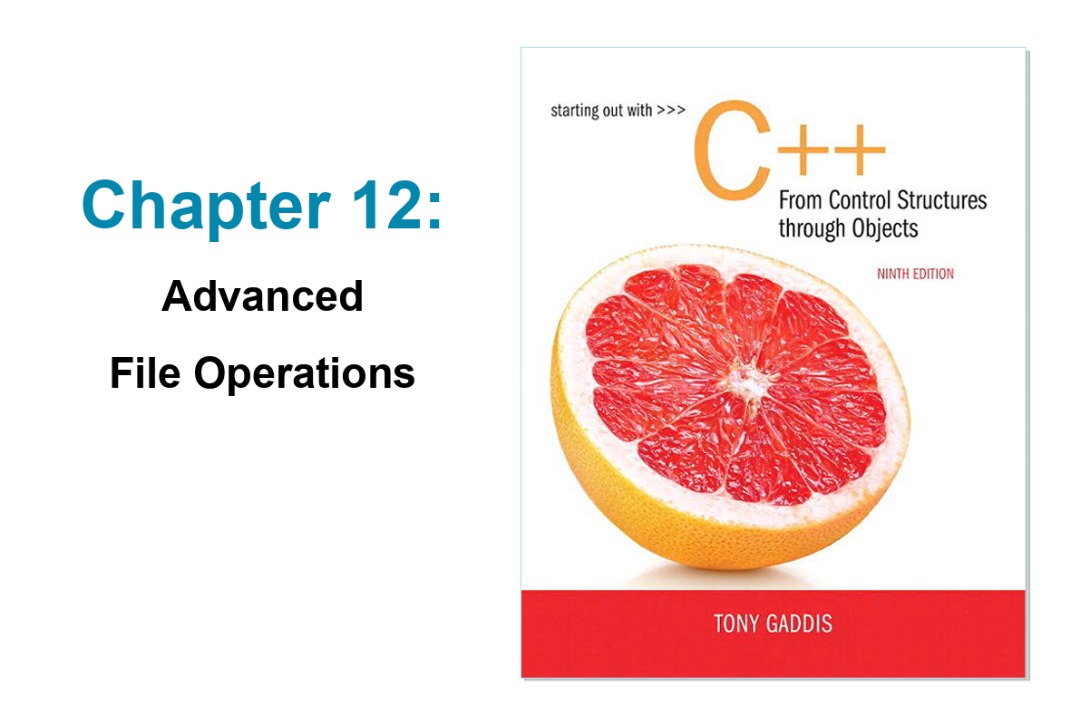 Chapter 12:
Advanced
File Operations
starting out with >>>
C++
From Control Structures
through Objects
NINTH EDITION
TONY GADDIS